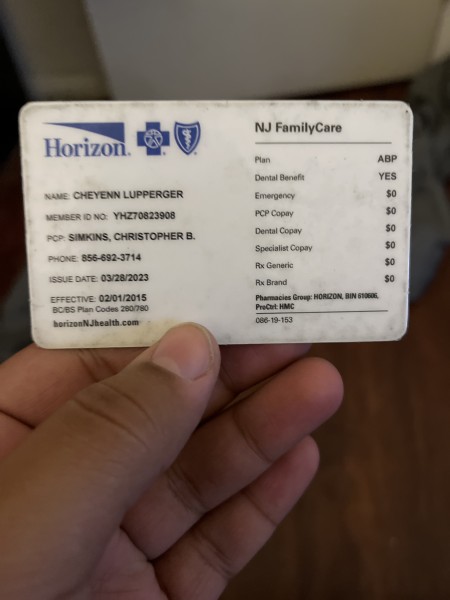 Horizon
NAME: CHEYENN LUPPERGER
MEMBER ID NO: YHZ70823908
PCP: SIMKINS, CHRISTOPHER B.
PHONE: 856-692-3714
ISSUE DATE: 03/28/2023
EFFECTIVE: 02/01/2015
BC/BS Plan Codes 280/780
horizonNJhealth.com
NJ FamilyCare
Plan ABP
Dental Benefit YES
Emergency $0
PCP Copay $0
Dental Copay $0
Specialist Copay $0
Rx Generic $0
Rx Brand $0
Pharmacies Group: HORIZON, BIN 610606,
ProCtrl: HMC
086-19-153